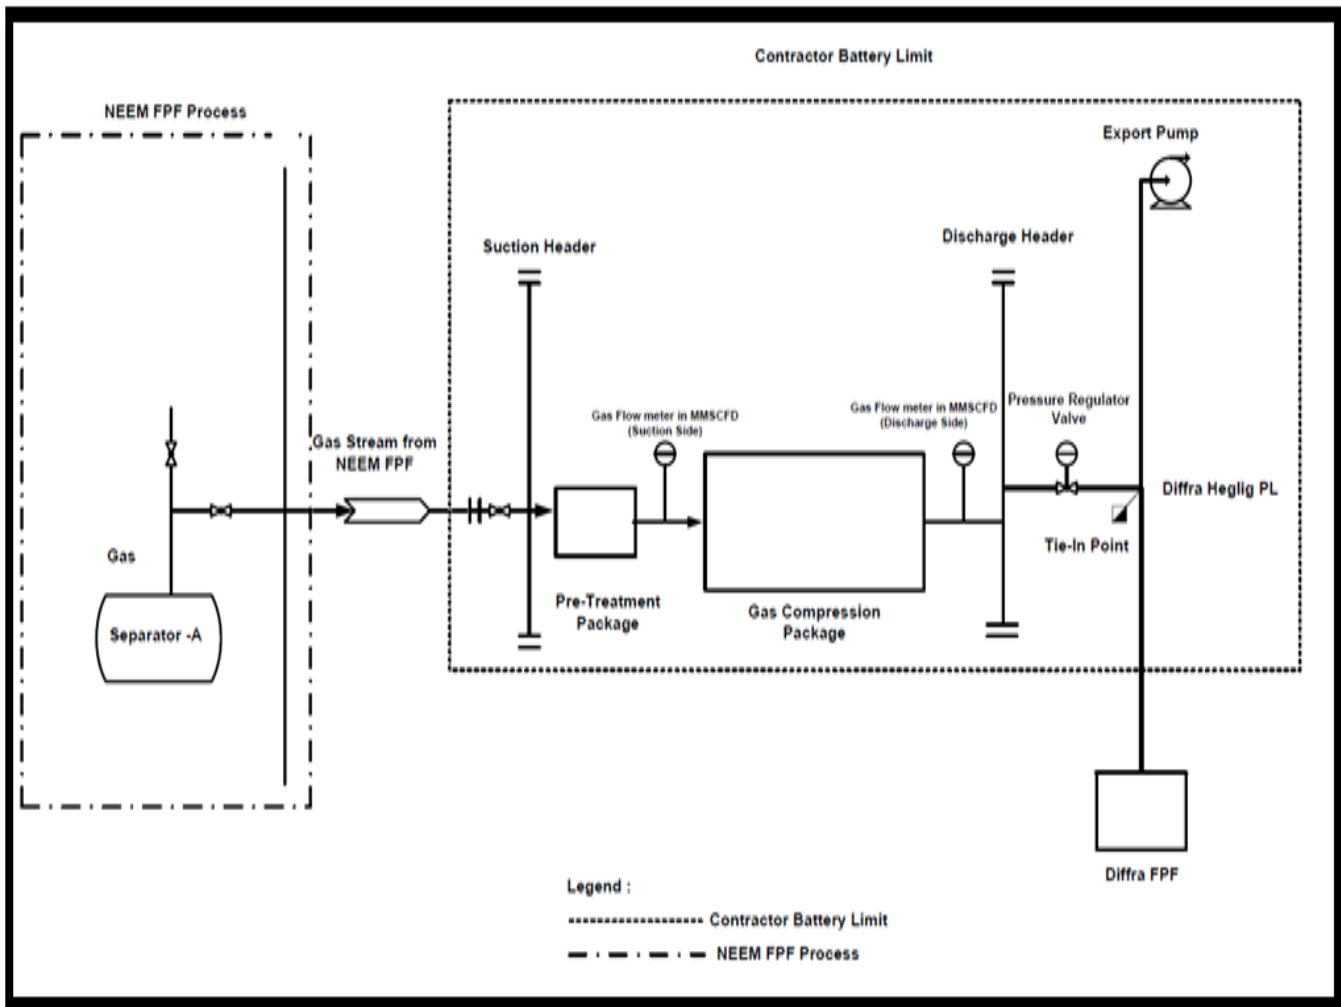 Contractor Battery Limit
NEEM FPF Process
Export Pump
Suction Header
Discharge Header
Gas Flow meter in MMSCFD
(Suction Side)
Gas Flow meter in MMSCFD
(Discharge Side)
Pressure Regulator
Valve
Gas Stream from
NEEM FPF
Diffra Heglig PL
Tie-In Point
Gas
Separator -A
Pre-Treatment
Package
Gas Compression
Package
Diffra FPF
Legend :
Contractor Battery Limit
NEEM FPF Process